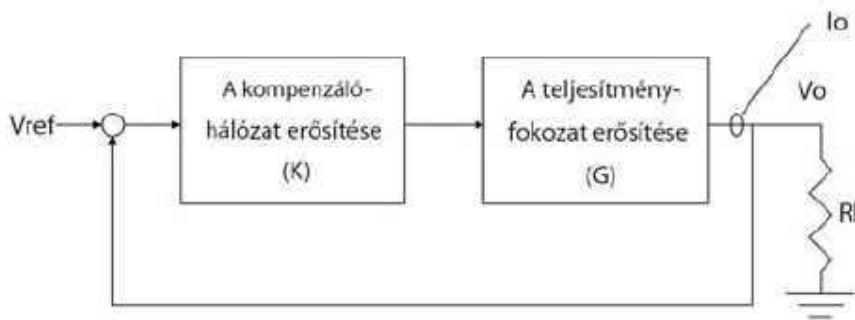 Io
A kompenzáló-
hálózat erősítése
(K)
A teljesítmény-
fokozat erősítése
(G)
Vo
Vref
Rl